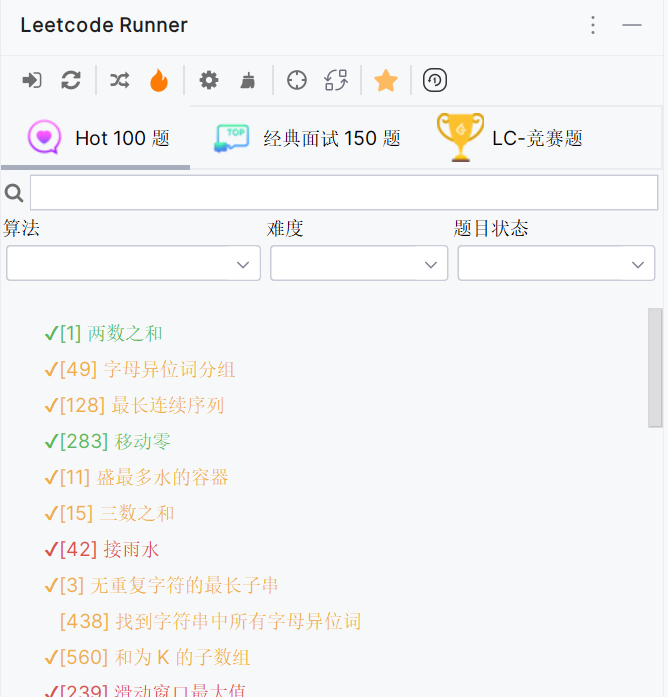 Leetcode Runner
Hot 100 题 经典面试 150 题 LC-竞赛题
算法 难度 题目状态
✓[1] 两数之和
✓[49] 字母异位词分组
✓[128] 最长连续序列
✓[283] 移动零
✓[11] 盛最多水的容器
✓[15] 三数之和
✓[42] 接雨水
✓[3] 无重复字符的最长子串
[438] 找到字符串中所有字母异位词
✓[560] 和为 K 的子数组
✓[239] 滑动窗口最大值